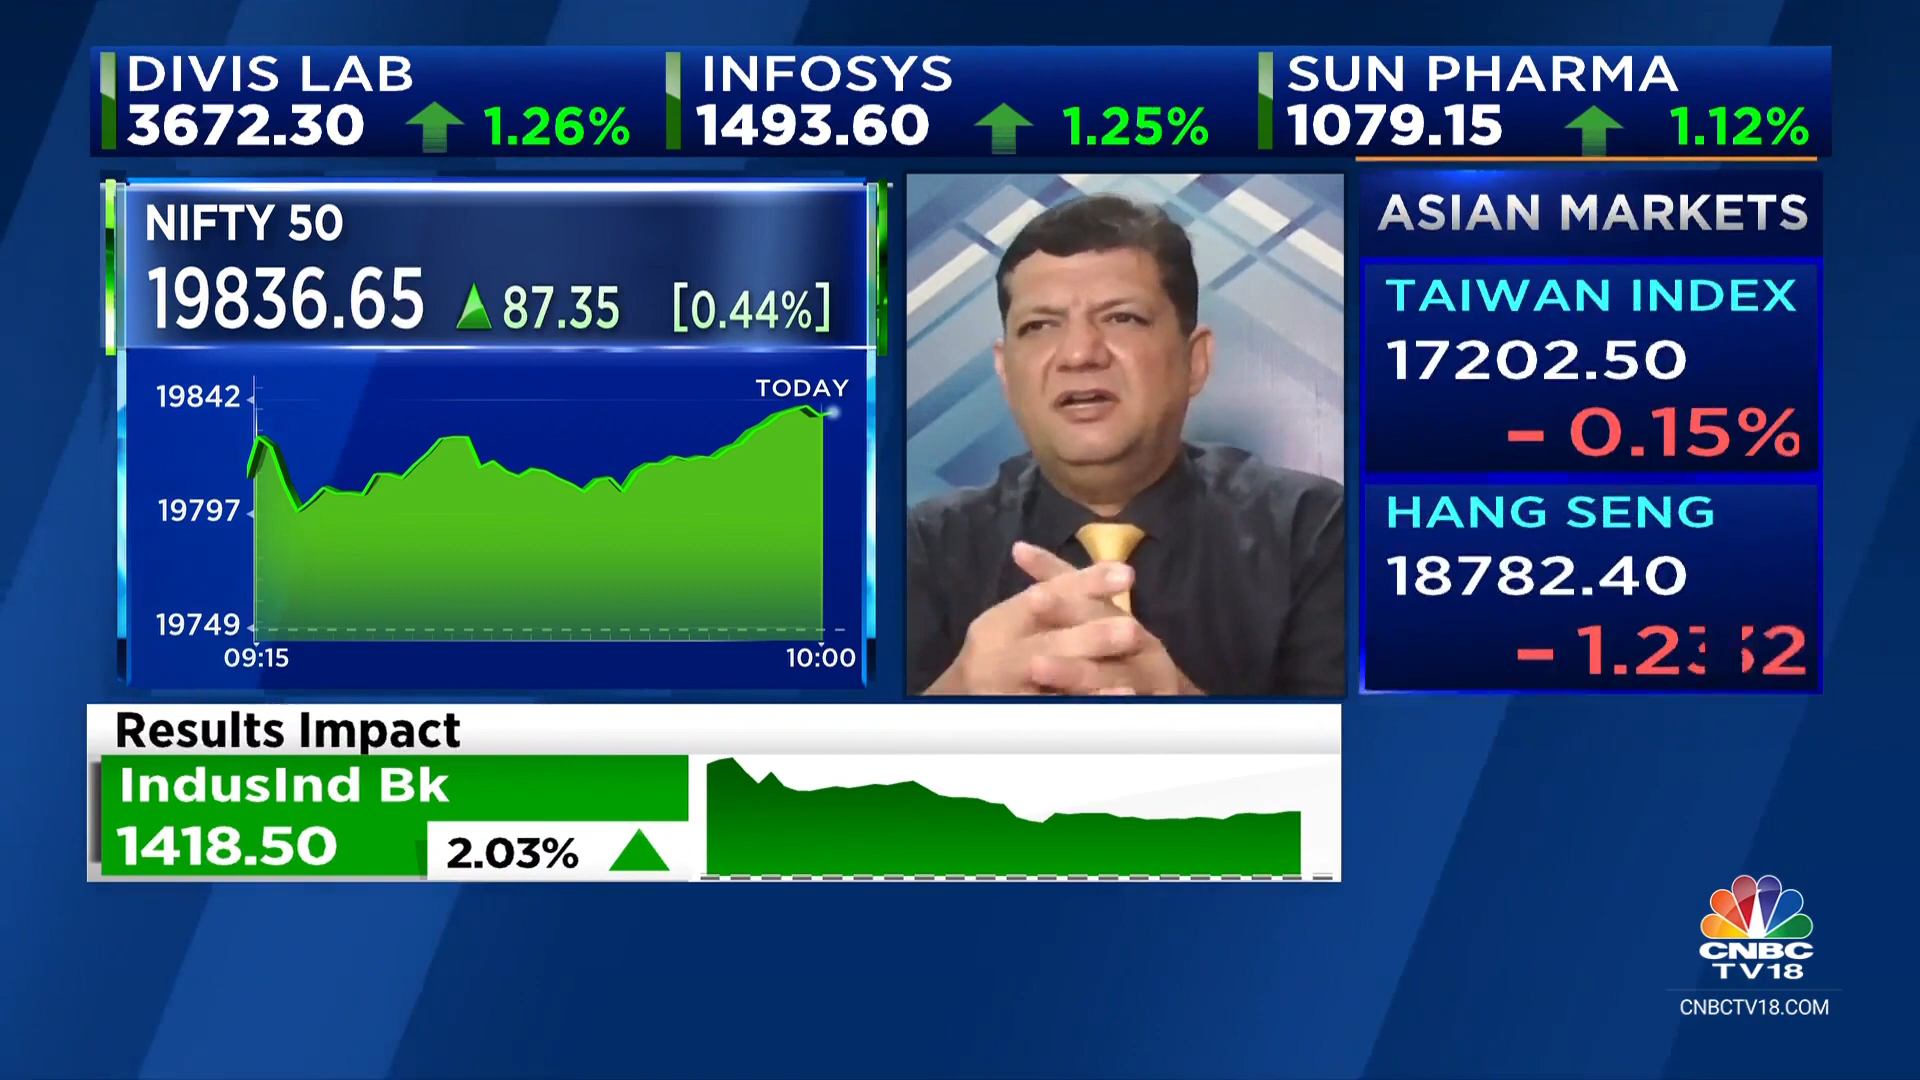 DIVIS LAB
3672.30 1.26%
INFOSYS
1493.60 1.25%
SUN PHARMA
1079.15 1.12%
NIFTY 50
19836.65 87.35 [0.44%]
TODAY
19842
19797
19749
09:15 10:00
ASIAN MARKETS
TAIWAN INDEX
17202.50
- 0.15%
HANG SENG
18782.40
Results Impact
IndusInd Bk
1418.50
2.03%
CNBC
TV18
CNBCTV18.COM